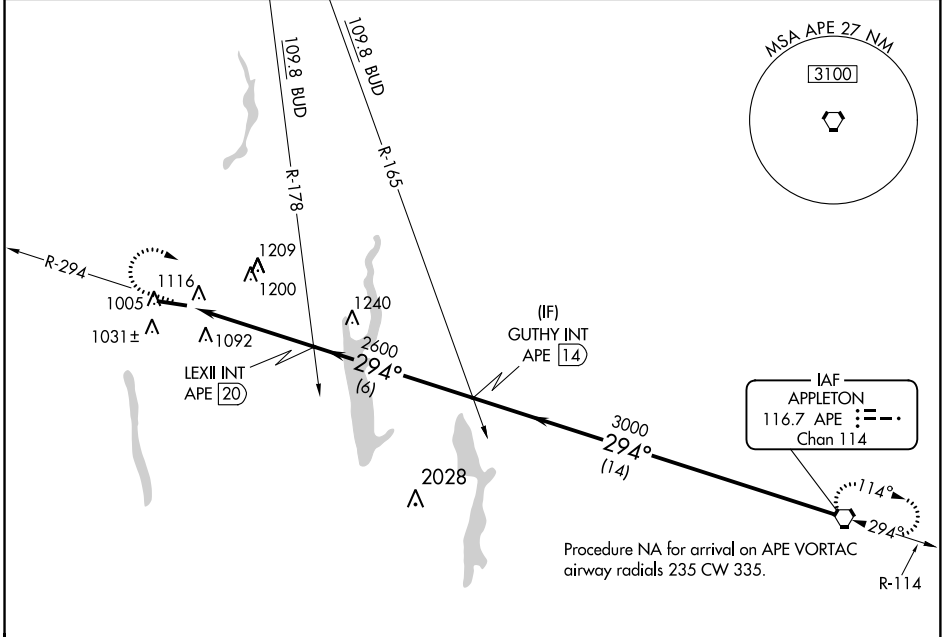 109.8 BUD
109.8 BUD
MSA APE 27 NM
3100
R-178
R-165
R-294
1209
1200
1116
1005
1031±
1092
1240
LEXII INT
APE 20
2600
294°
(6)
(IF)
GUTHY INT
APE 14
3000
294°
(14)
IAF
APPLETON
116.7 APE
Chan 114
2028
114°
294°
R-114
Procedure NA for arrival on APE VORTAC
airway radials 235 CW 335.